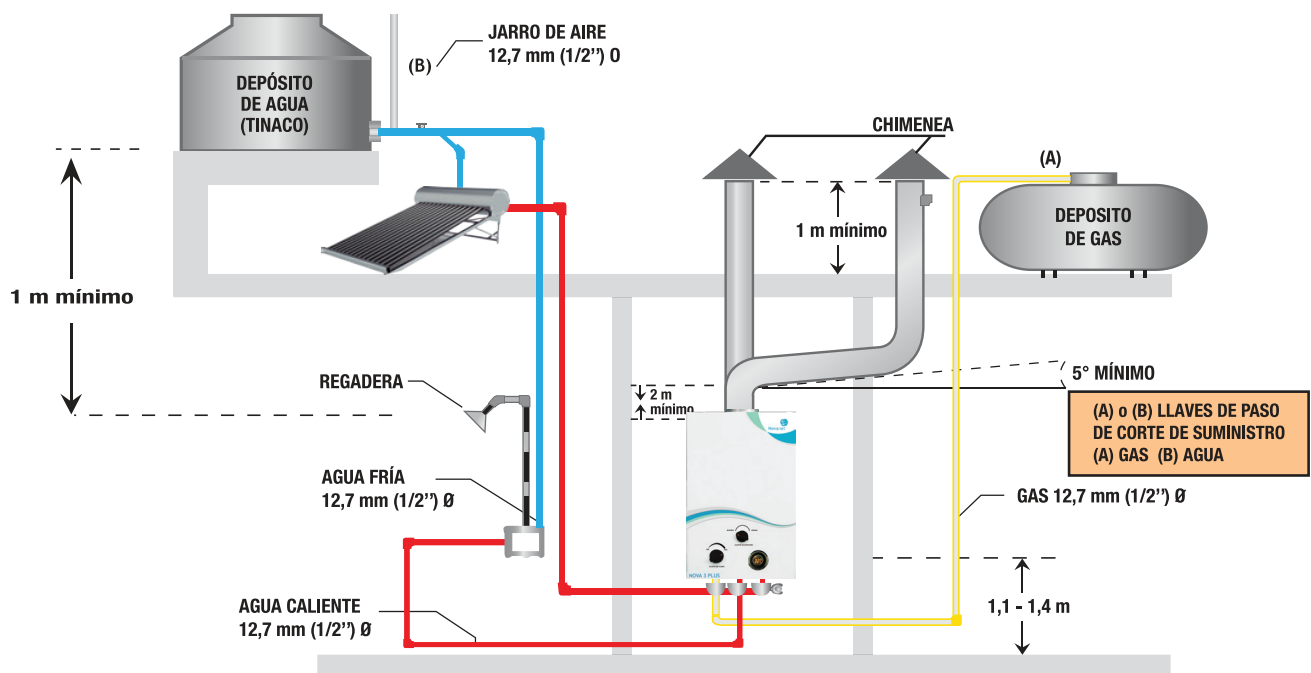 JARRO DE AIRE
12,7 mm (1/2”) O
(B)
DEPÓSITO
DE AGUA
(TINACO)
CHIMENEA
(A)
DEPOSITO
DE GAS
1 m mínimo
1 m mínimo
REGADERA
2 m
mínimo
5° MÍNIMO
(A) o (B) LLAVES DE PASO
DE CORTE DE SUMINISTRO
(A) GAS (B) AGUA
AGUA FRÍA
12,7 mm (1/2”) Ø
GAS 12,7 mm (1/2”) Ø
NOVA 3 PLUS
AGUA CALIENTE
12,7 mm (1/2”) Ø
1,1 - 1,4 m